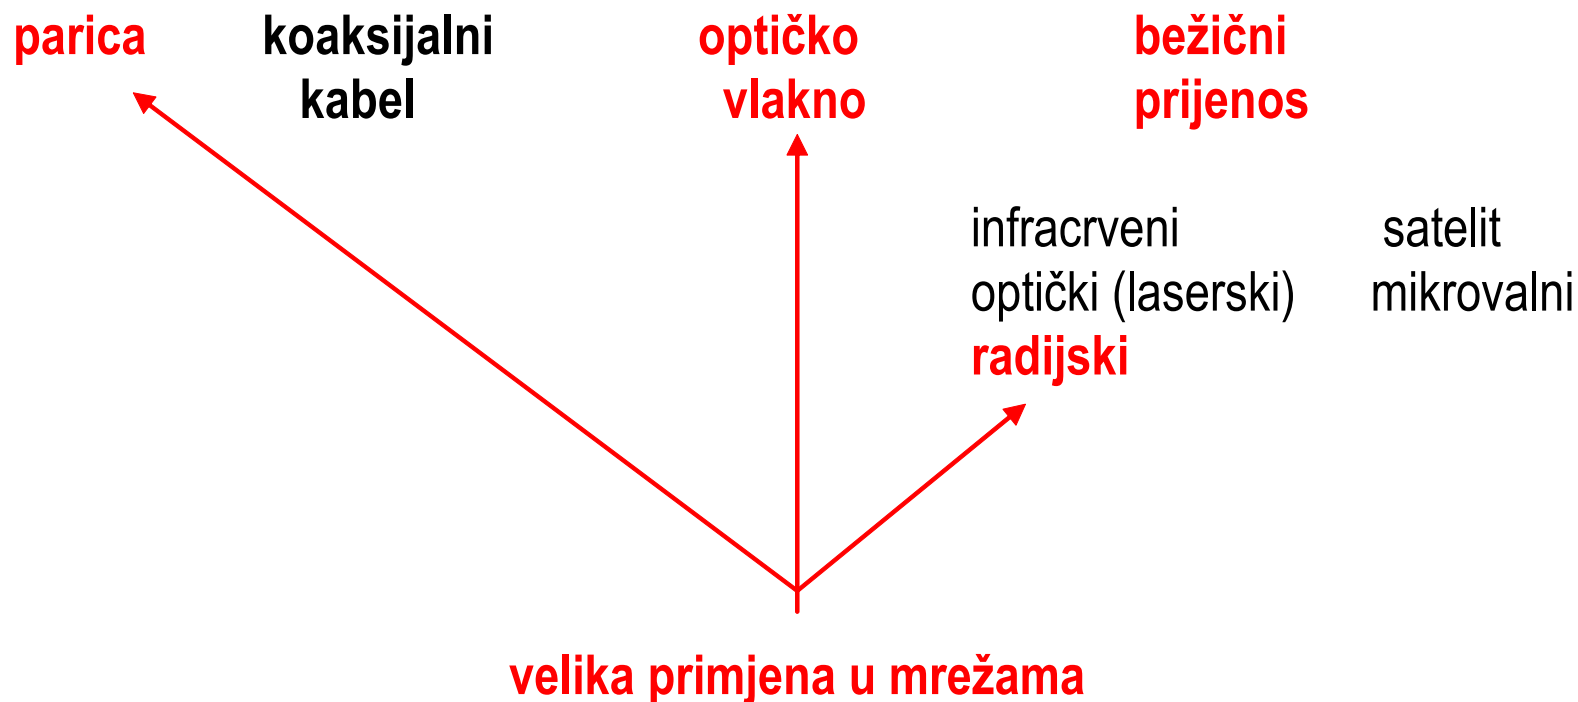 parica koaksijalni optičko bežični
kabel vlakno prijenos
infracrveni satelit
optički (laserski) mikrovalni
radijski
velika primjena u mrežama